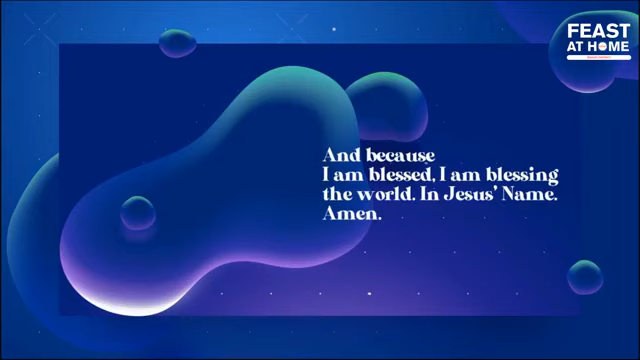 FEAST
AT HOME
And because
I am blessed, I am blessing
the world. In Jesus' Name.
Amen.